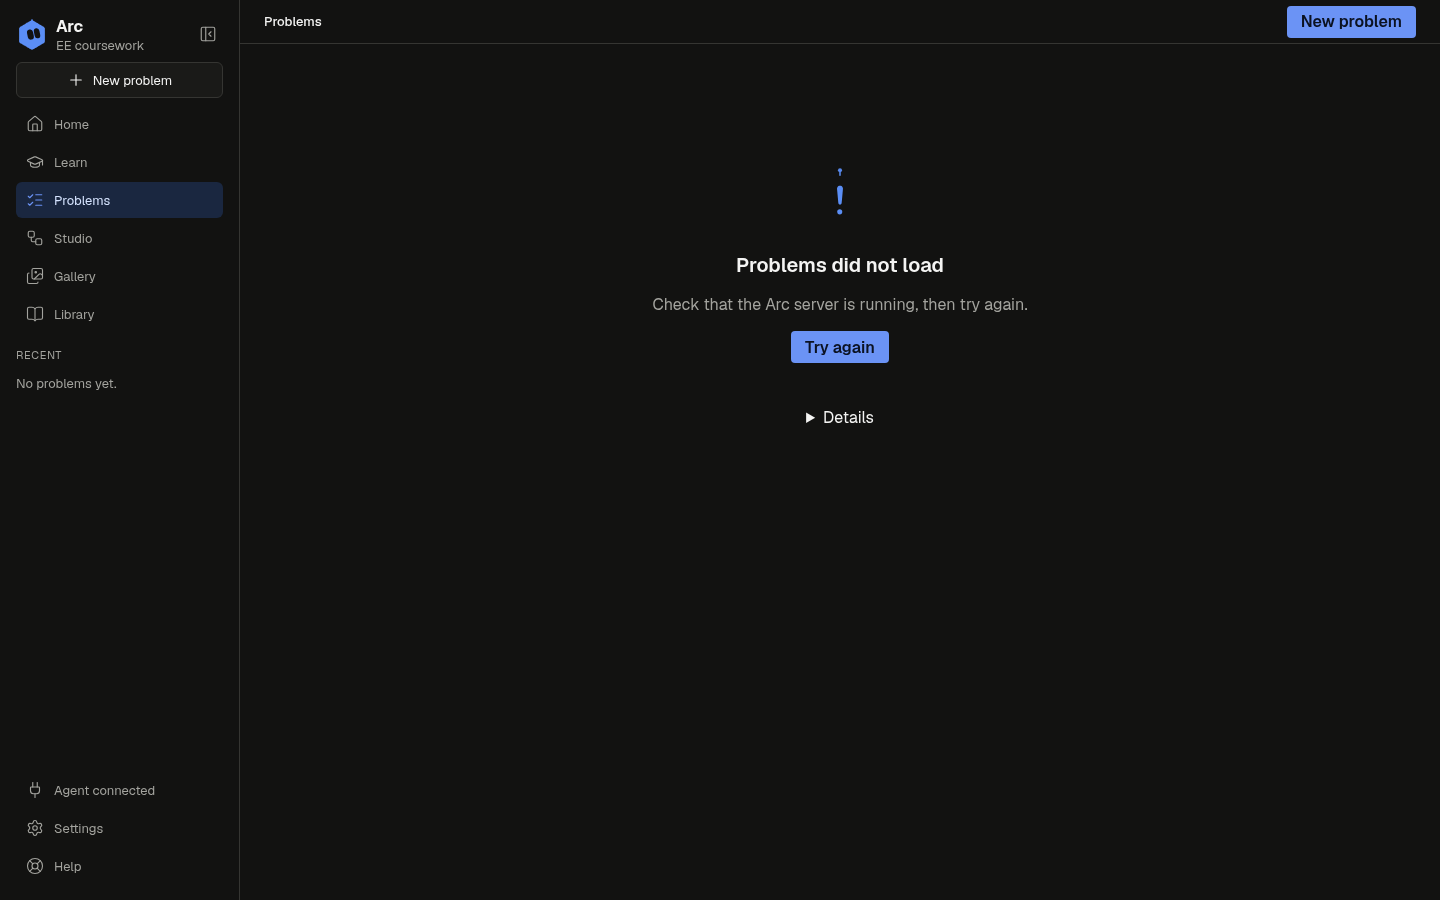 Arc
EE coursework
New problem
Home
Learn
Problems
Studio
Gallery
Library
RECENT
No problems yet.
Agent connected
Settings
Help
Problems
New problem
Problems did not load
Check that the Arc server is running, then try again.
Try again
Details